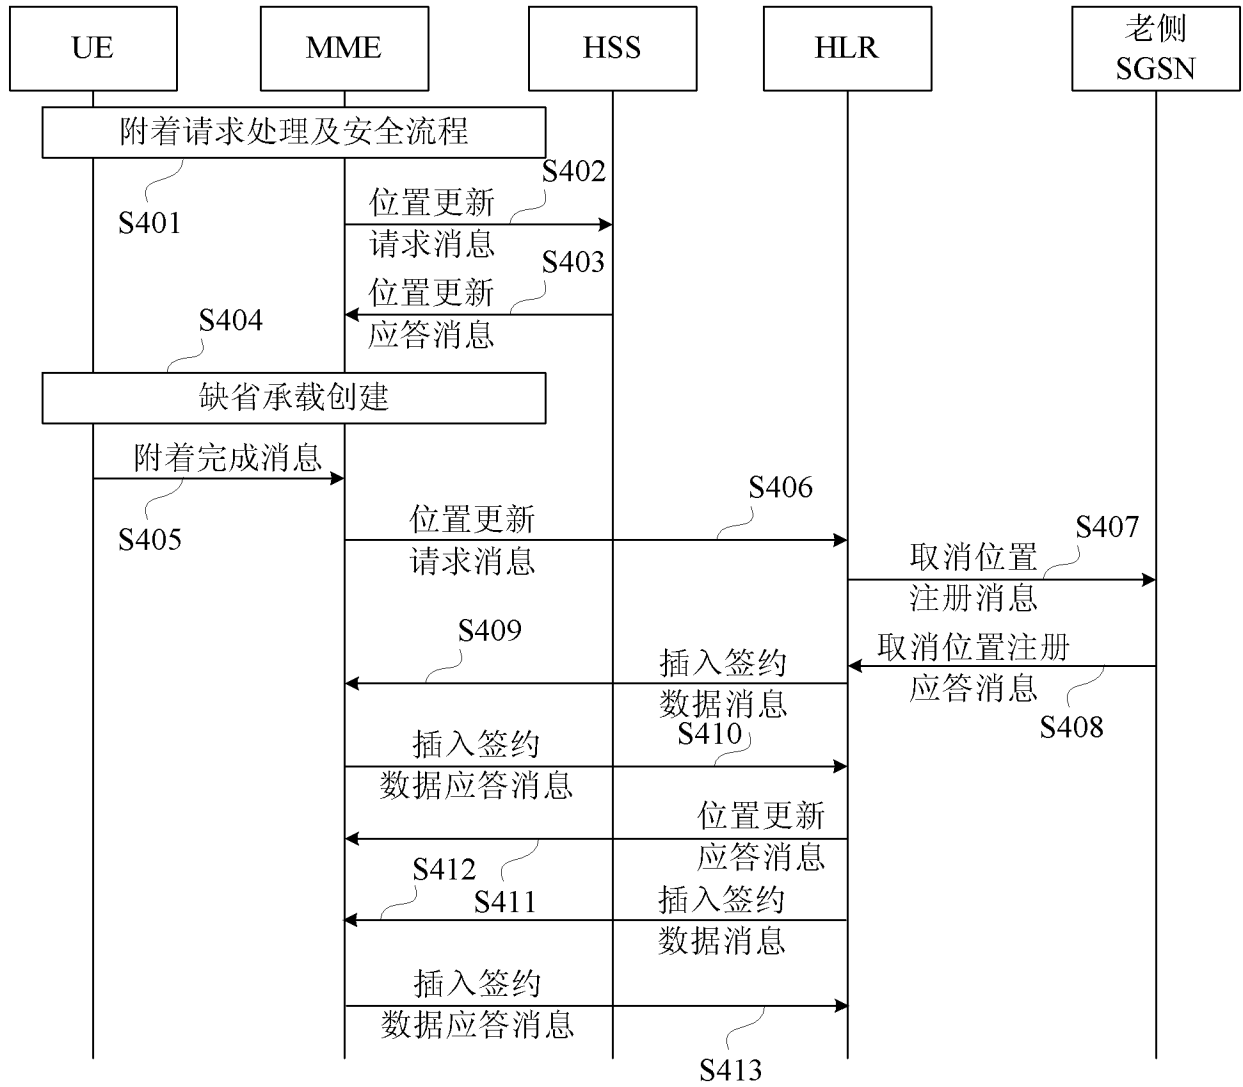 UE
MME
HSS
HLR
老侧
SGSN
附着请求处理及安全流程
S401
S402
位置更新
请求消息
S403
位置更新
应答消息
S404
缺省承载创建
附着完成消息
S405
S406
位置更新
请求消息
S407
取消位置
注册消息
取消位置注册
应答消息
S408
S409
插入签约
数据消息
S410
插入签约
数据应答消息
位置更新
应答消息
S411
S412
插入签约
数据消息
插入签约
数据应答消息
S413